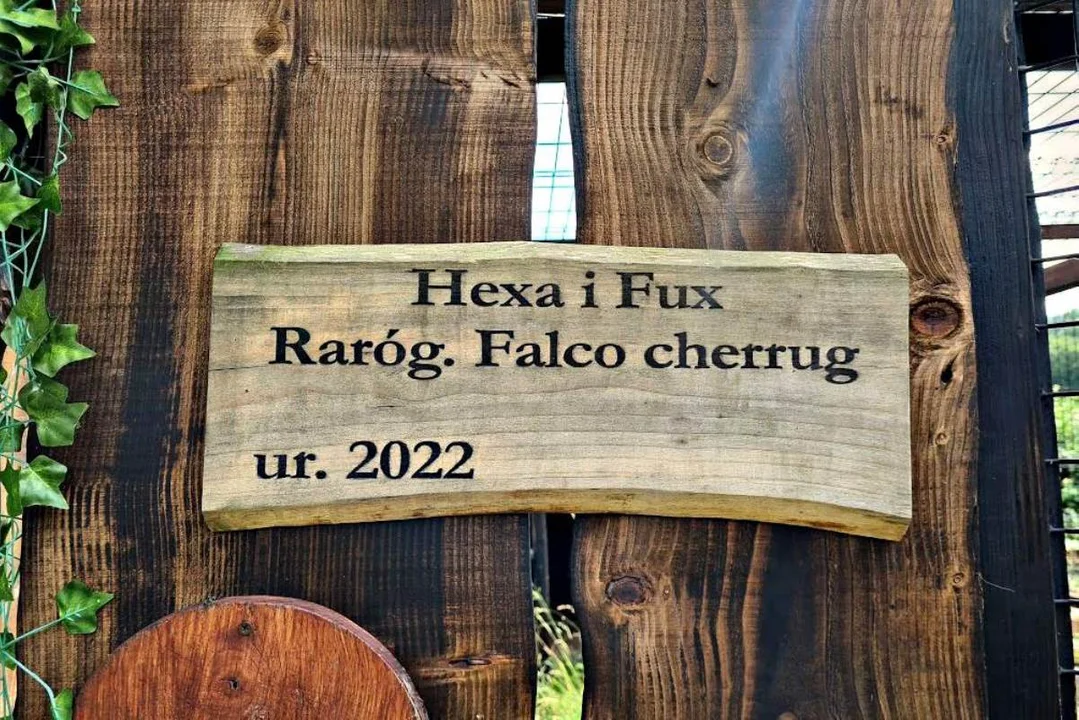 Hexa i Fux
Raróg. Falco cherrug
ur. 2022